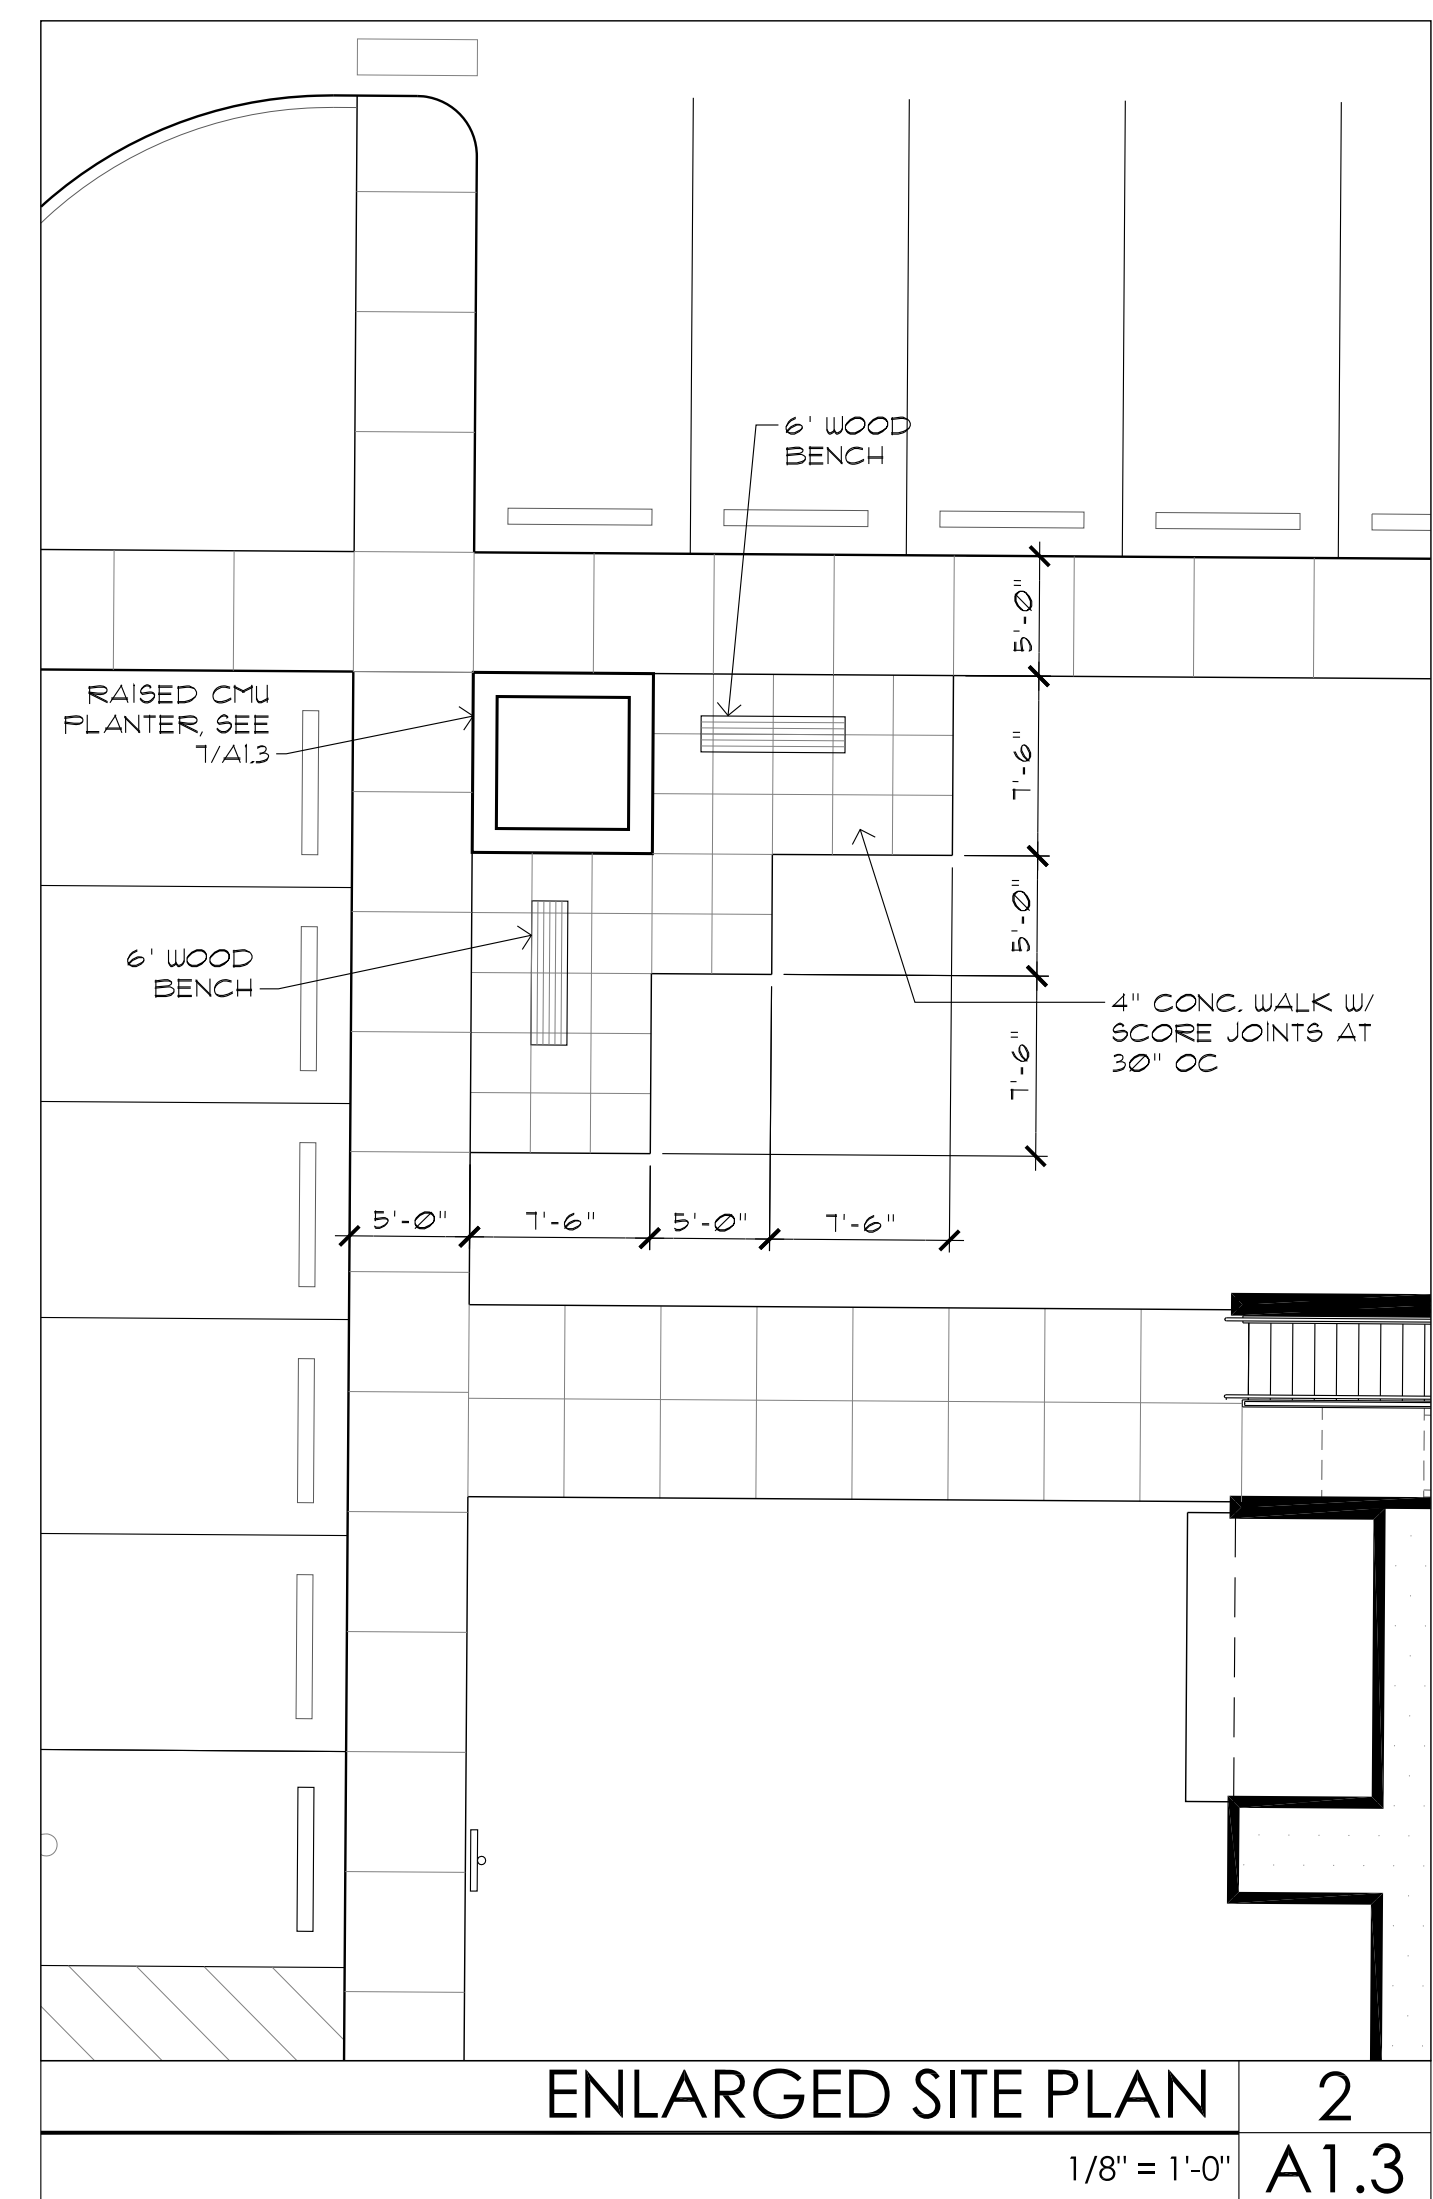 6' WOOD
BENCH
5'-0"
RAISED CMU
PLANTER, SEE
7/A1.3
7'-6"
5'-0"
6' WOOD
BENCH
4" CONC. WALK W/
SCORE JOINTS AT
30" OC
7'-6"
5'-0"
7'-6"
5'-0"
7'-6"
ENLARGED SITE PLAN
2
1/8" = 1'-0"
A1.3